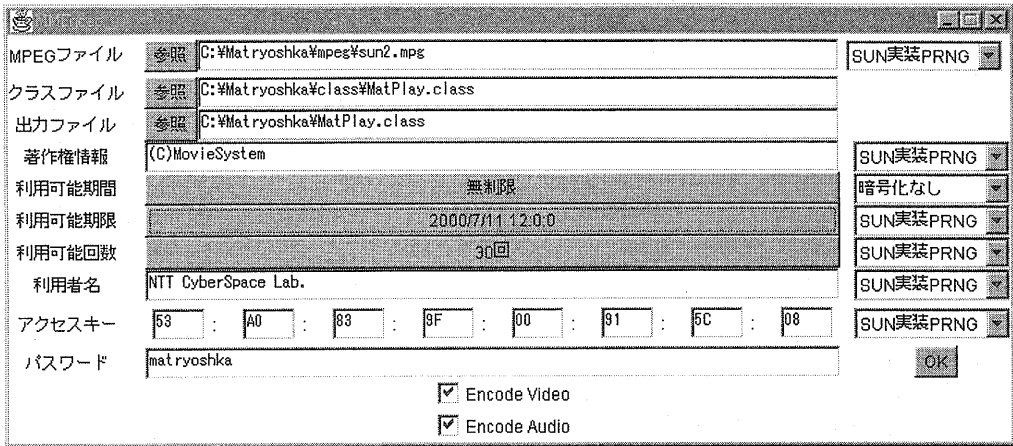 MPEGファイル 参照 C:¥Matryoshka¥mpeg¥sun2.mpg SUN実装PRNG
クラスファイル 参照 C:¥Matryoshka¥class¥MatPlay.class
出力ファイル 参照 C:¥Matryoshka¥MatPlay.class
著作権情報 (C)MovieSystem SUN実装PRNG
利用可能期間 無制限 暗号化なし
利用可能期限 2000/7/11 12:0:0 SUN実装PRNG
利用可能回数 30回 SUN実装PRNG
利用者名 NTT CyberSpace Lab. SUN実装PRNG
アクセスキー 53 : A0 : 83 : 9F : 00 : 91 : 5C : 08 SUN実装PRNG
パスワード matryoshka OK
Encode Video
Encode Audio